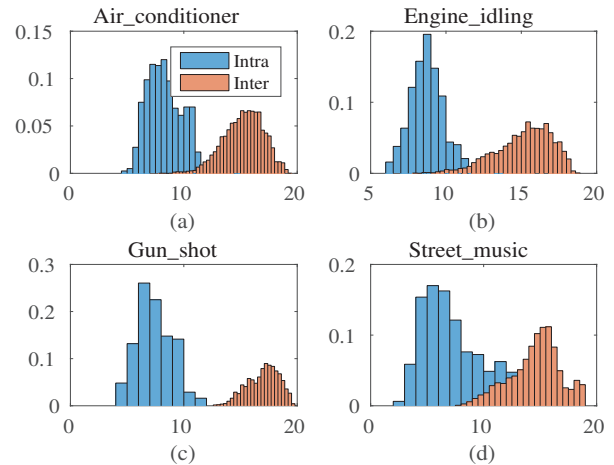 Air_conditioner
Engine_idling
0.15
0.1
0.05
0
Intra
Inter
0.2
0.1
0
0 10 20
5 10 15 20
(a)
(b)
Gun_shot
Street_music
0.3
0.2
0.1
0
0.2
0.1
0
0 10 20
0 10 20
(c)
(d)